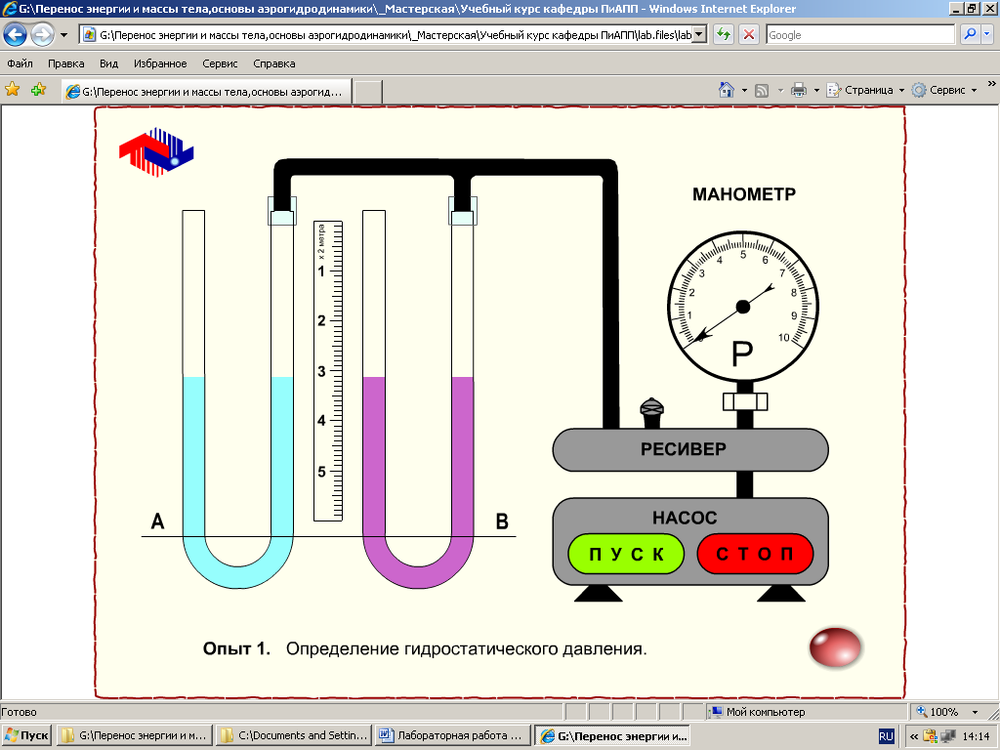 G:\Перенос энергии и массы тела,основы аэрогидродинамики\_Мастерская\Учебный курс кафедры ПиАПП - Windows Internet Explorer
G:\Перенос энергии и массы тела,основы аэрогидродинамики\_Мастерская\Учебный курс кафедры ПиАПП\lab.files\lab
Google
Файл Правка Вид Избранное Сервис Справка
G:\Перенос энергии и массы тела,основы аэрогид...
Страница Сервис »
МАНОМЕТР
x 2 метра
1
2
3
4
5
0 1 2 3 4 5 6 7 8 9 10
P
РЕСИВЕР
A B
НАСОС
ПУСК СТОП
Опыт 1. Определение гидростатического давления.
Готово
Мой компьютер
100%
Пуск
G:\Перенос энергии и м...
C:\Documents and Settin...
Лабораторная работа ...
G:\Перенос энергии и...
RU
«
14:14